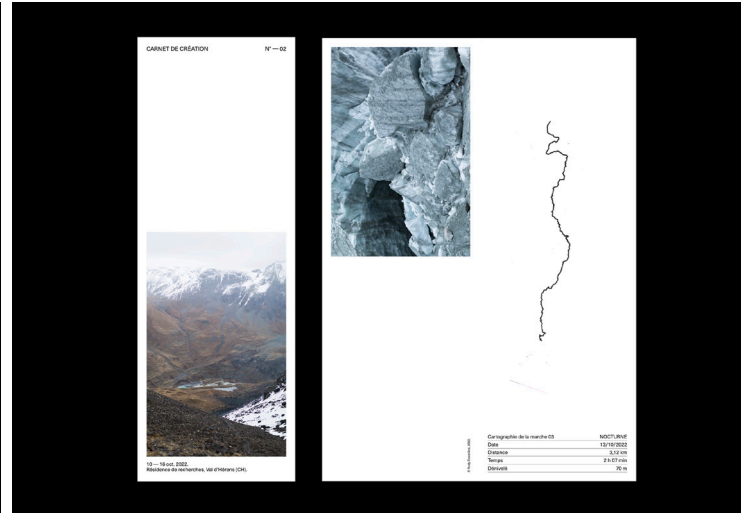 CARNET DE CRÉATION N° — 02
10 — 16 oct. 2022.
Résidence de recherches, Val d'Hérens (CH).
Cartographie de la marche 03 NOCTURNE
Date 13/10/2022
Distance 3,12 km
Temps 2 h 07 min
Dénivelé 70 m